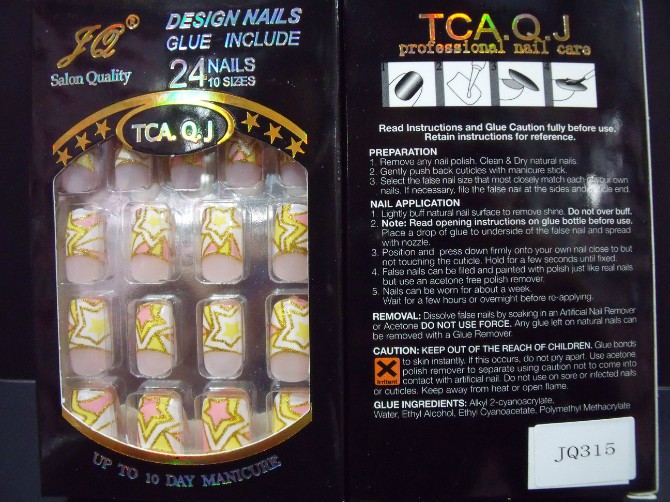 JQ®
Salon Quality
DESIGN NAILS
GLUE INCLUDE
24 NAILS
10 SIZES
TCA. Q.J
UP TO 10 DAY MANICURE
TCA.Q.J
professional nail care
1 2 3 4
Read Instructions and Glue Caution fully before use.
Retain instructions for reference.
PREPARATION
1. Remove any nail polish. Clean & Dry natural nails.
2. Gently push back cuticles with manicure stick.
3. Select the false nail size that most closely match each of your own
nails. If necessary, file the false nail at the sides and cuticle end.
NAIL APPLICATION
1. Lightly buff natural nail surface to remove shine. Do not over buff.
2. Note: Read opening instructions on glue bottle before use.
Place a drop of glue to underside of the false nail and spread
with nozzle.
3. Position and press down firmly onto your own nail close to but
not touching the cuticle. Hold for a few seconds until fixed.
4. False nails can be filed and painted with polish just like real nails
but use an acetone free polish remover.
5. Nails can be worn for about a week.
Wait for a few hours or overnight before re-applying.
REMOVAL: Dissolve false nails by soaking in an Artificial Nail Remover
or Acetone DO NOT USE FORCE. Any glue left on natural nails can
be removed with a Glue Remover.
CAUTION: KEEP OUT OF THE REACH OF CHILDREN. Glue bonds
to skin instantly. If this occurs, do not pry apart. Use acetone
polish remover to separate using caution not to come into
contact with artificial nail. Do not use on sore or infected nails
or cuticles. Keep away from heat or open flame.
Irritant
GLUE INGREDIENTS: Alkyl 2-cyanoacrylate,
Water, Ethyl Alcohol, Ethyl Cyanoacetate, Polymethyl Methacrylate
JQ315